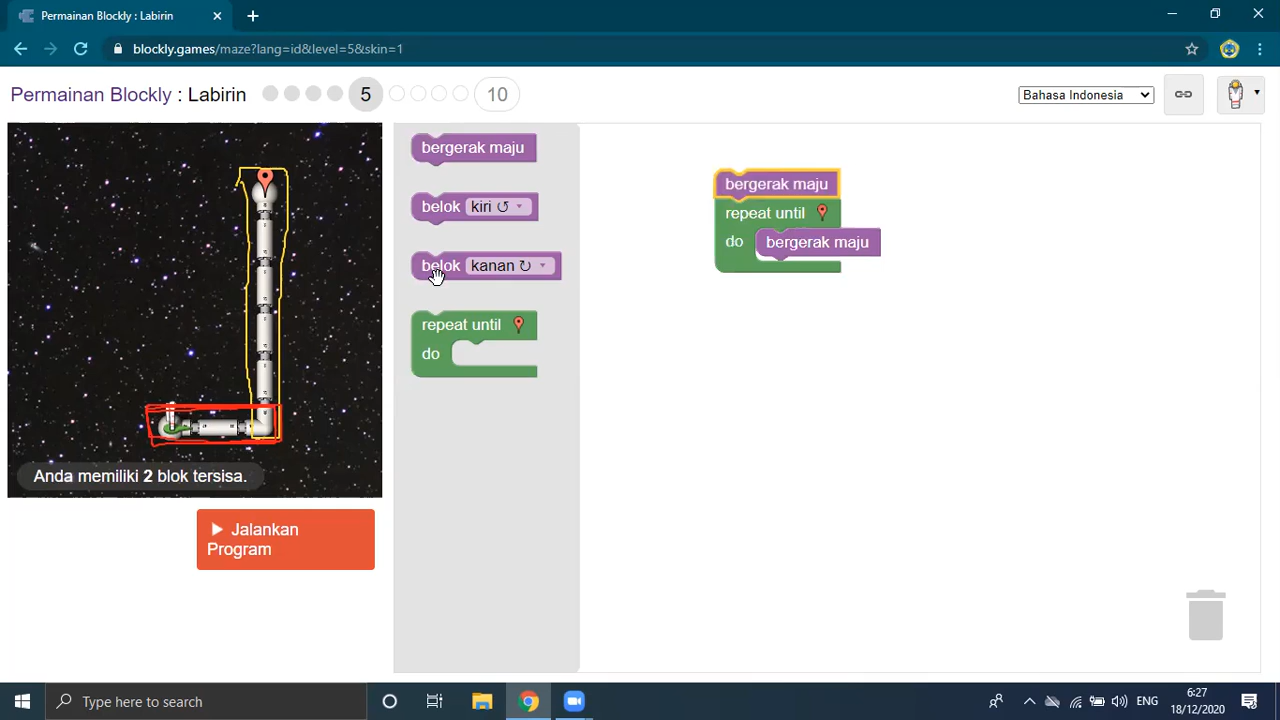 Permainan Blockly : Labirin
blockly.games/maze?lang=id&level=5&skin=1
Permainan Blockly : Labirin 5 10
Bahasa Indonesia
bergerak maju
belok kiri ↺
belok kanan ↻
repeat until
do
bergerak maju
repeat until
do bergerak maju
Anda memiliki 2 blok tersisa.
Jalankan
Program
Type here to search
ENG
6:27
18/12/2020